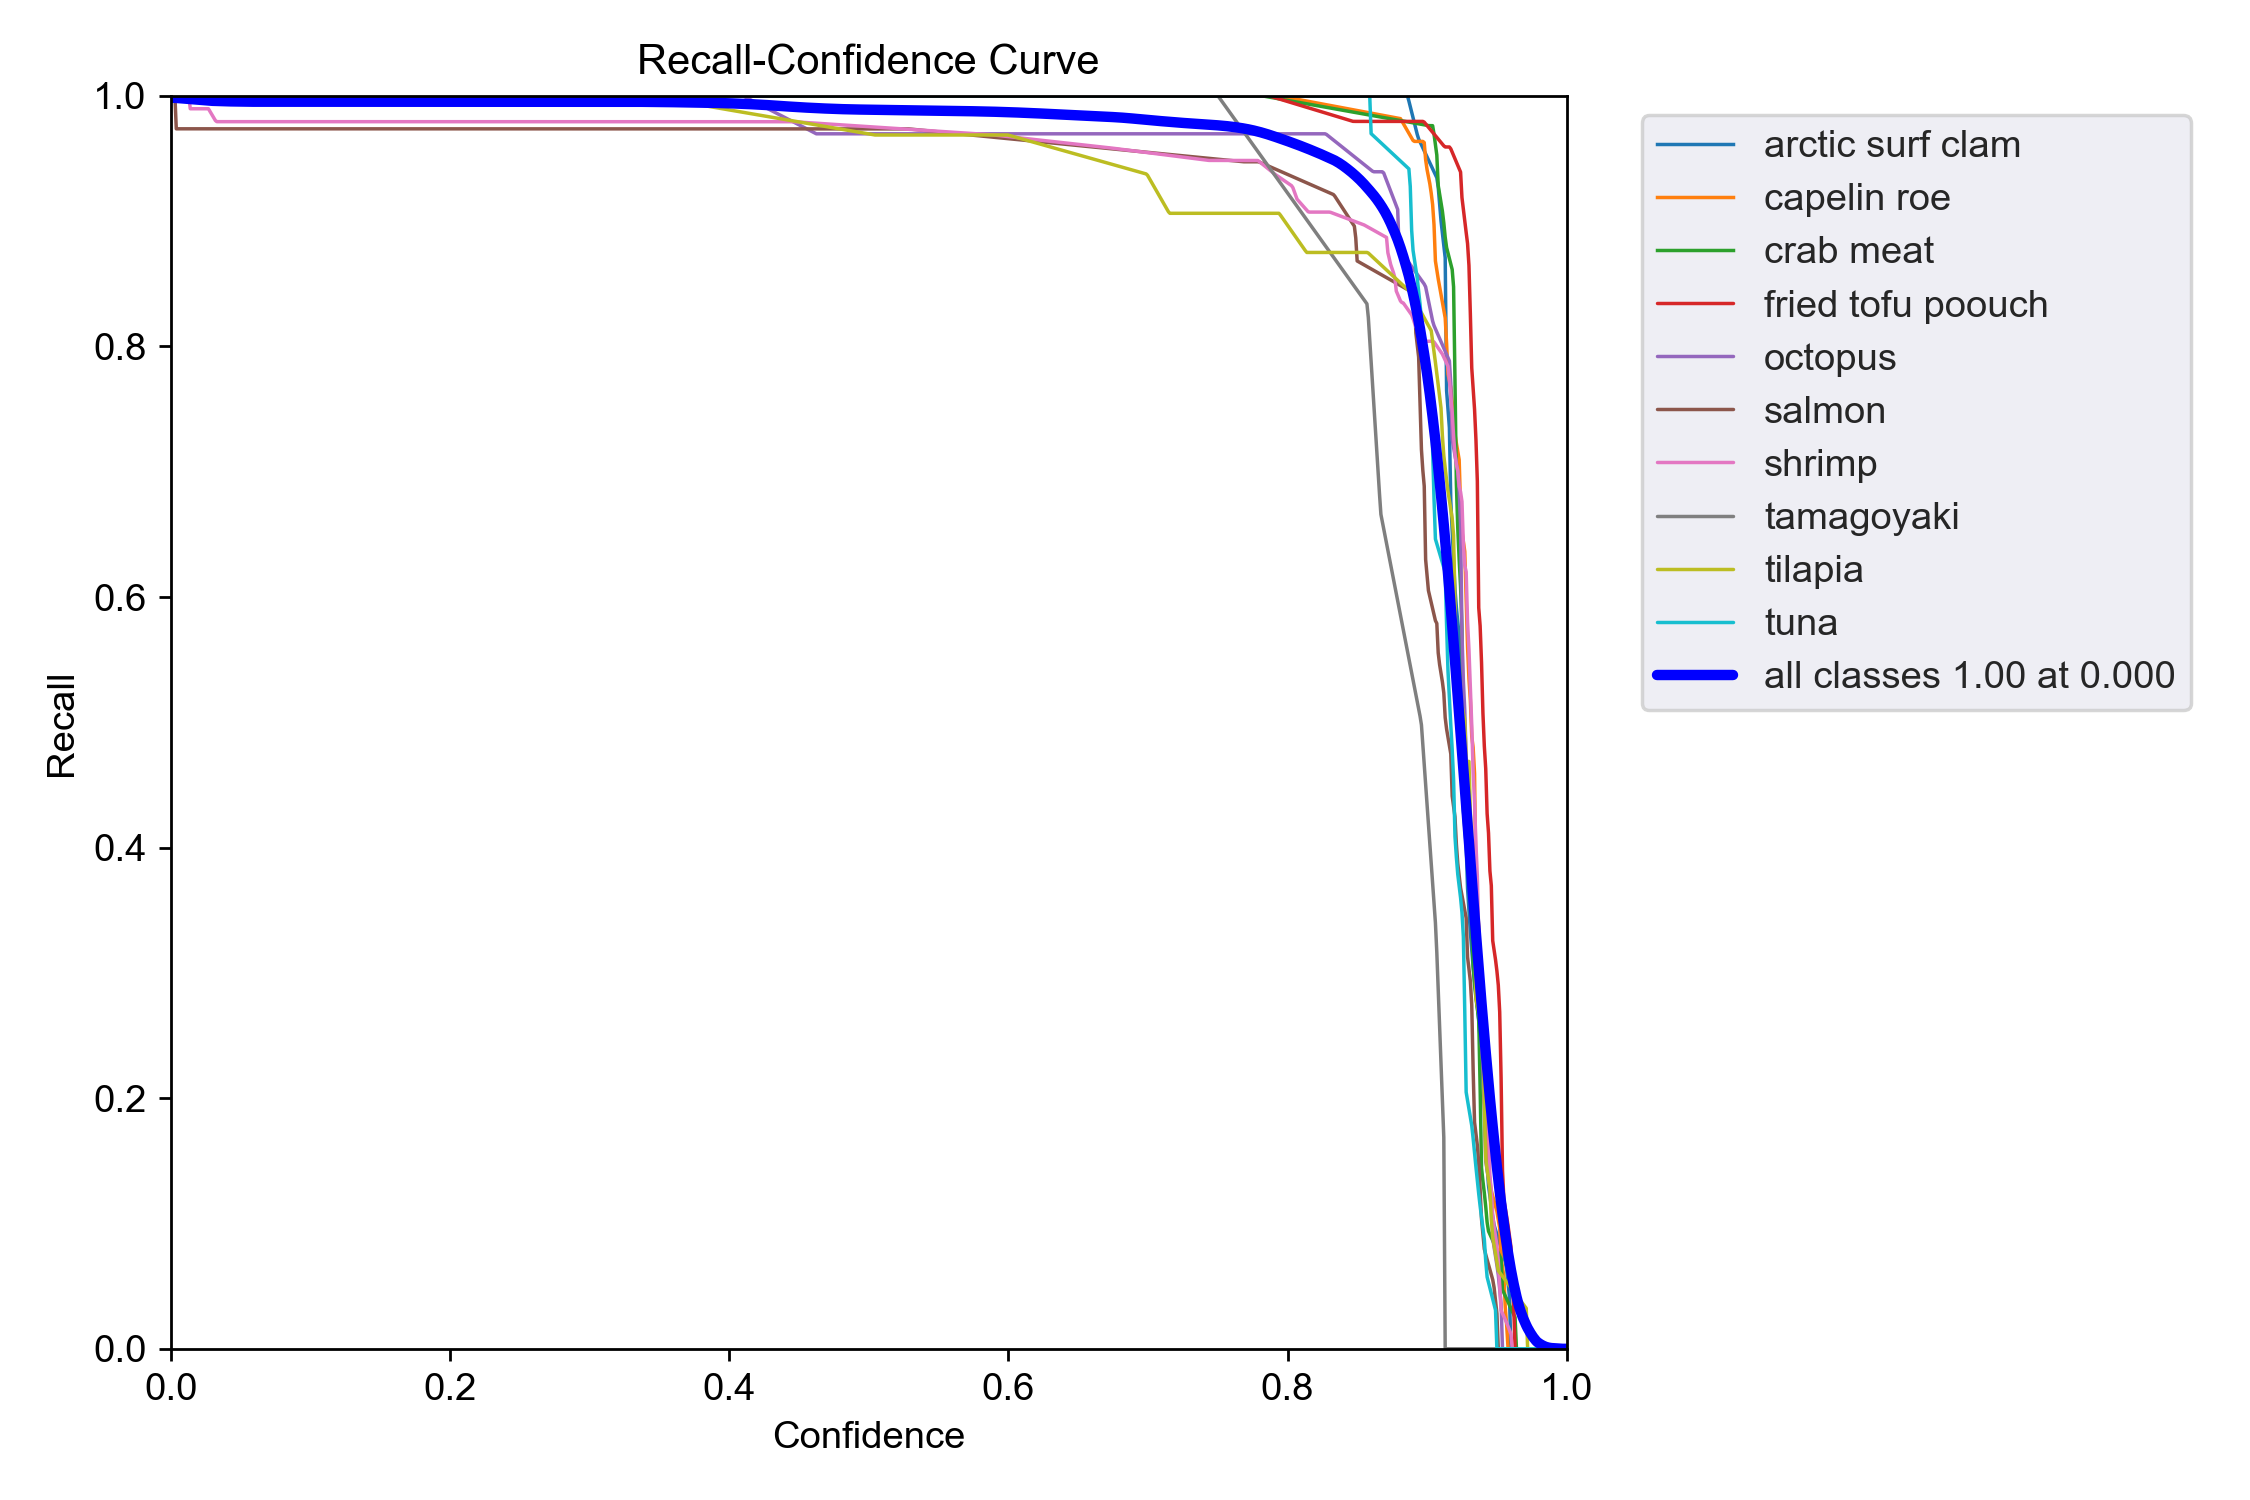 Recall-Confidence Curve
1.0
0.8
0.6
0.4
0.2
0.0
Recall
0.0 0.2 0.4 0.6 0.8 1.0
Confidence
arctic surf clam
capelin roe
crab meat
fried tofu poouch
octopus
salmon
shrimp
tamagoyaki
tilapia
tuna
all classes 1.00 at 0.000